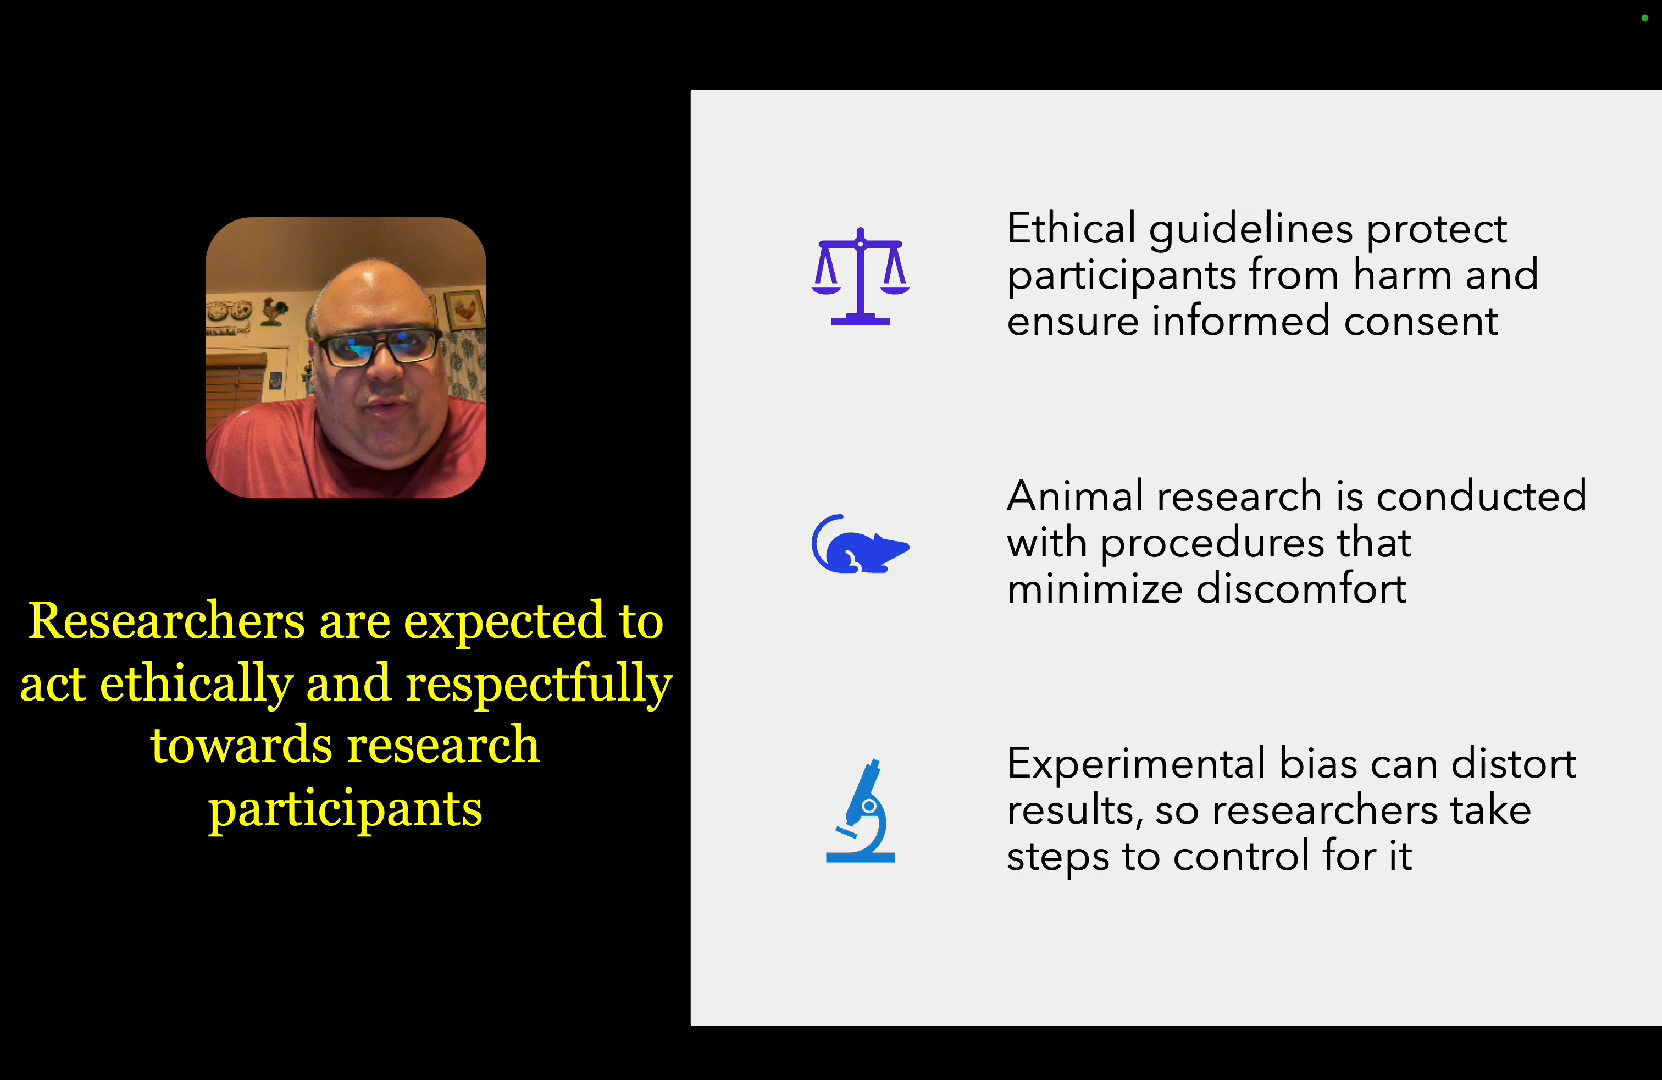 Researchers are expected to
act ethically and respectfully
towards research
participants
Ethical guidelines protect
participants from harm and
ensure informed consent
Animal research is conducted
with procedures that
minimize discomfort
Experimental bias can distort
results, so researchers take
steps to control for it